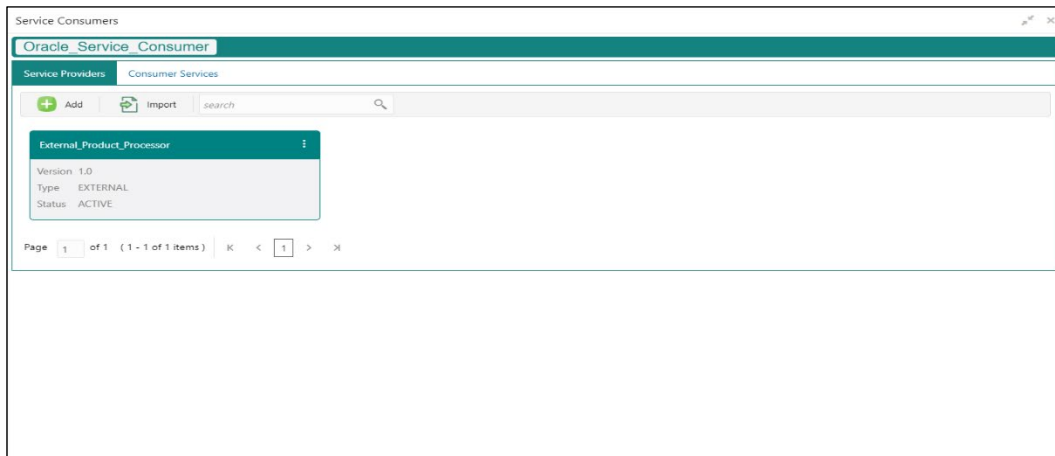 Service Consumers
Oracle_Service_Consumer
Service Providers Consumer Services
Add Import search
External_Product_Processor
Version 1.0
Type EXTERNAL
Status ACTIVE
Page 1 of 1 (1 - 1 of 1 items) 1